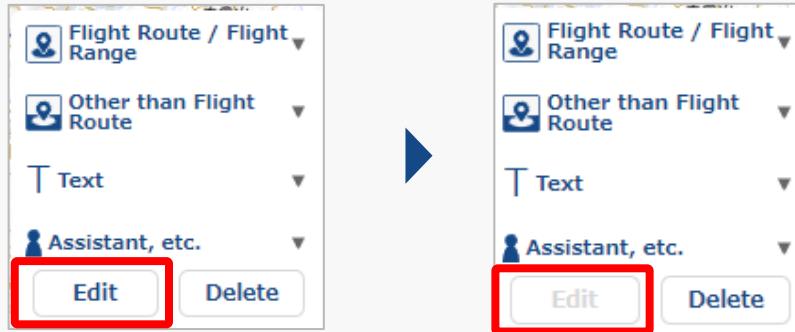 Flight Route / Flight
Range
Other than Flight
Route
Text
Assistant, etc.
Edit
Delete
Flight Route / Flight
Range
Other than Flight
Route
Text
Assistant, etc.
Edit
Delete